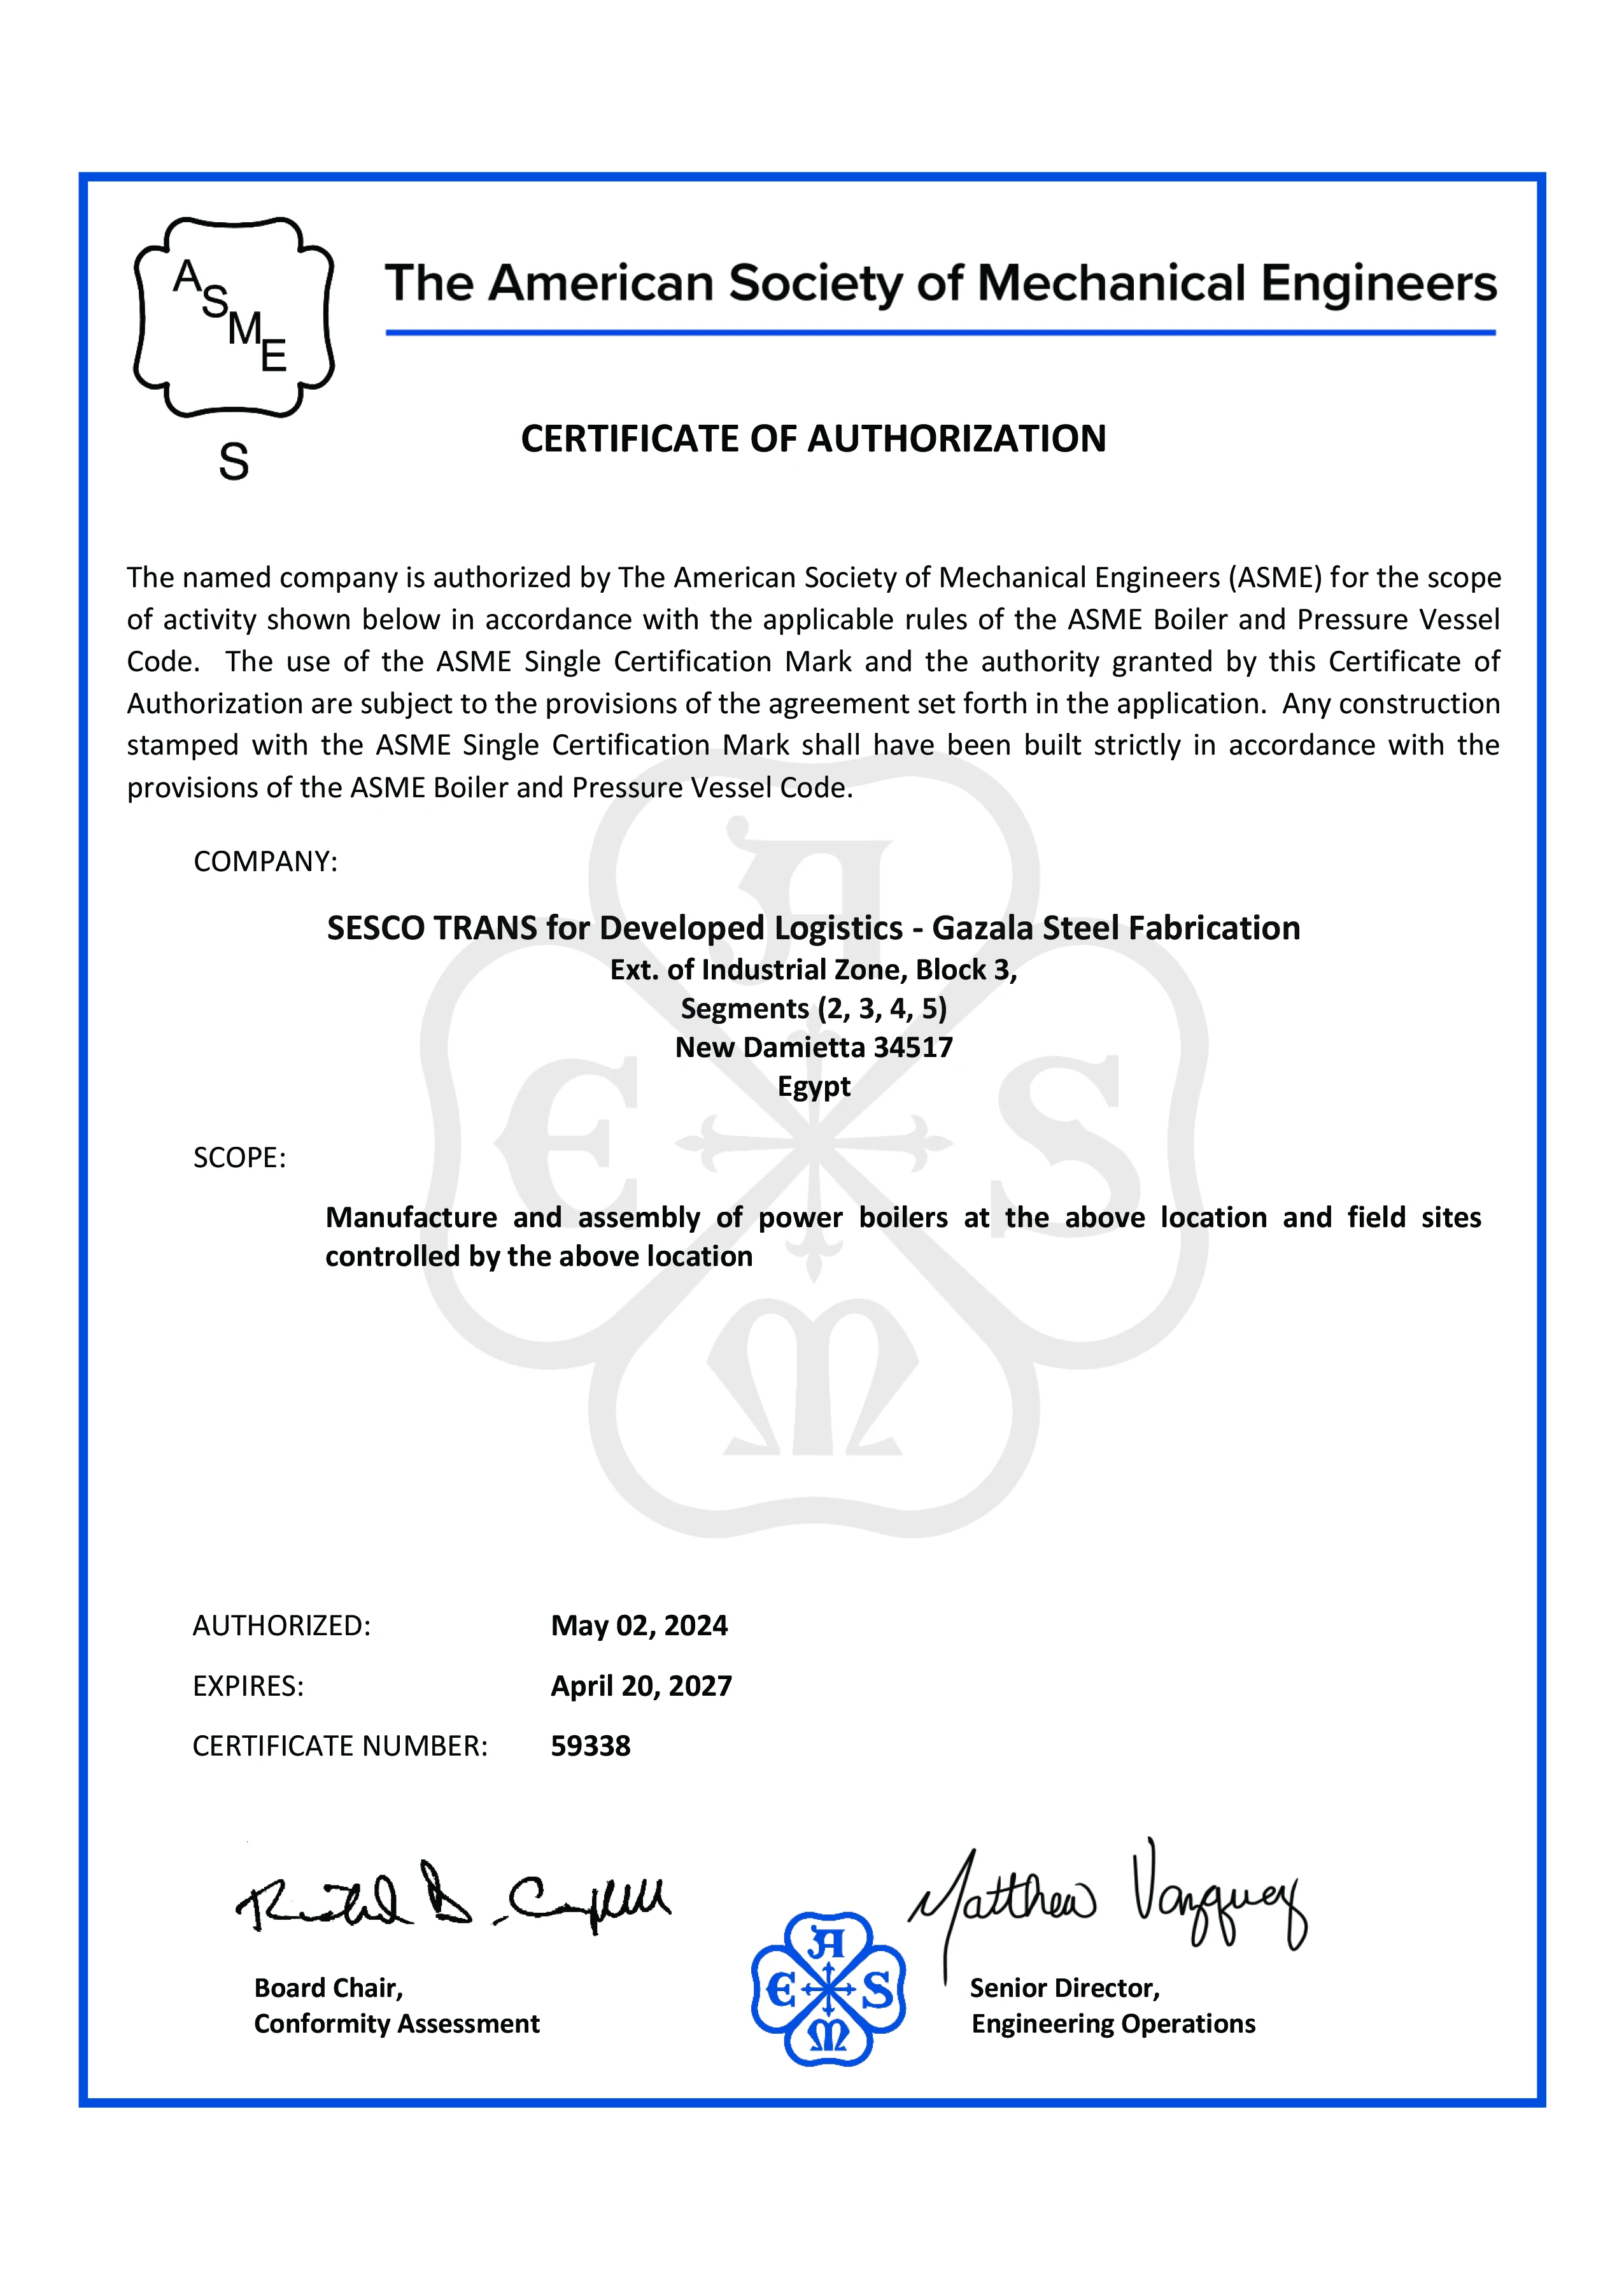 A
S
M
E
S
The American Society of Mechanical Engineers
CERTIFICATE OF AUTHORIZATION
The named company is authorized by The American Society of Mechanical Engineers (ASME) for the scope
of activity shown below in accordance with the applicable rules of the ASME Boiler and Pressure Vessel
Code. The use of the ASME Single Certification Mark and the authority granted by this Certificate of
Authorization are subject to the provisions of the agreement set forth in the application. Any construction
stamped with the ASME Single Certification Mark shall have been built strictly in accordance with the
provisions of the ASME Boiler and Pressure Vessel Code.
COMPANY:
SESCO TRANS for Developed Logistics - Gazala Steel Fabrication
Ext. of Industrial Zone, Block 3,
Segments (2, 3, 4, 5)
New Damietta 34517
Egypt
SCOPE:
Manufacture and assembly of power boilers at the above location and field sites
controlled by the above location
A
E S
M
AUTHORIZED: May 02, 2024
EXPIRES: April 20, 2027
CERTIFICATE NUMBER: 59338
Matthew Vazquez
Board Chair,
Conformity Assessment
A
E S
M
Senior Director,
Engineering Operations